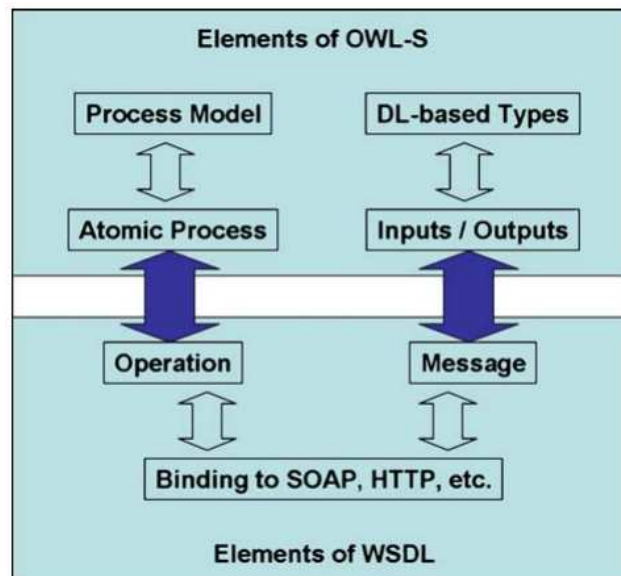 Elements of OWL-S
Process Model
DL-based Types
Atomic Process
Inputs / Outputs
Operation
Message
Binding to SOAP, HTTP, etc.
Elements of WSDL